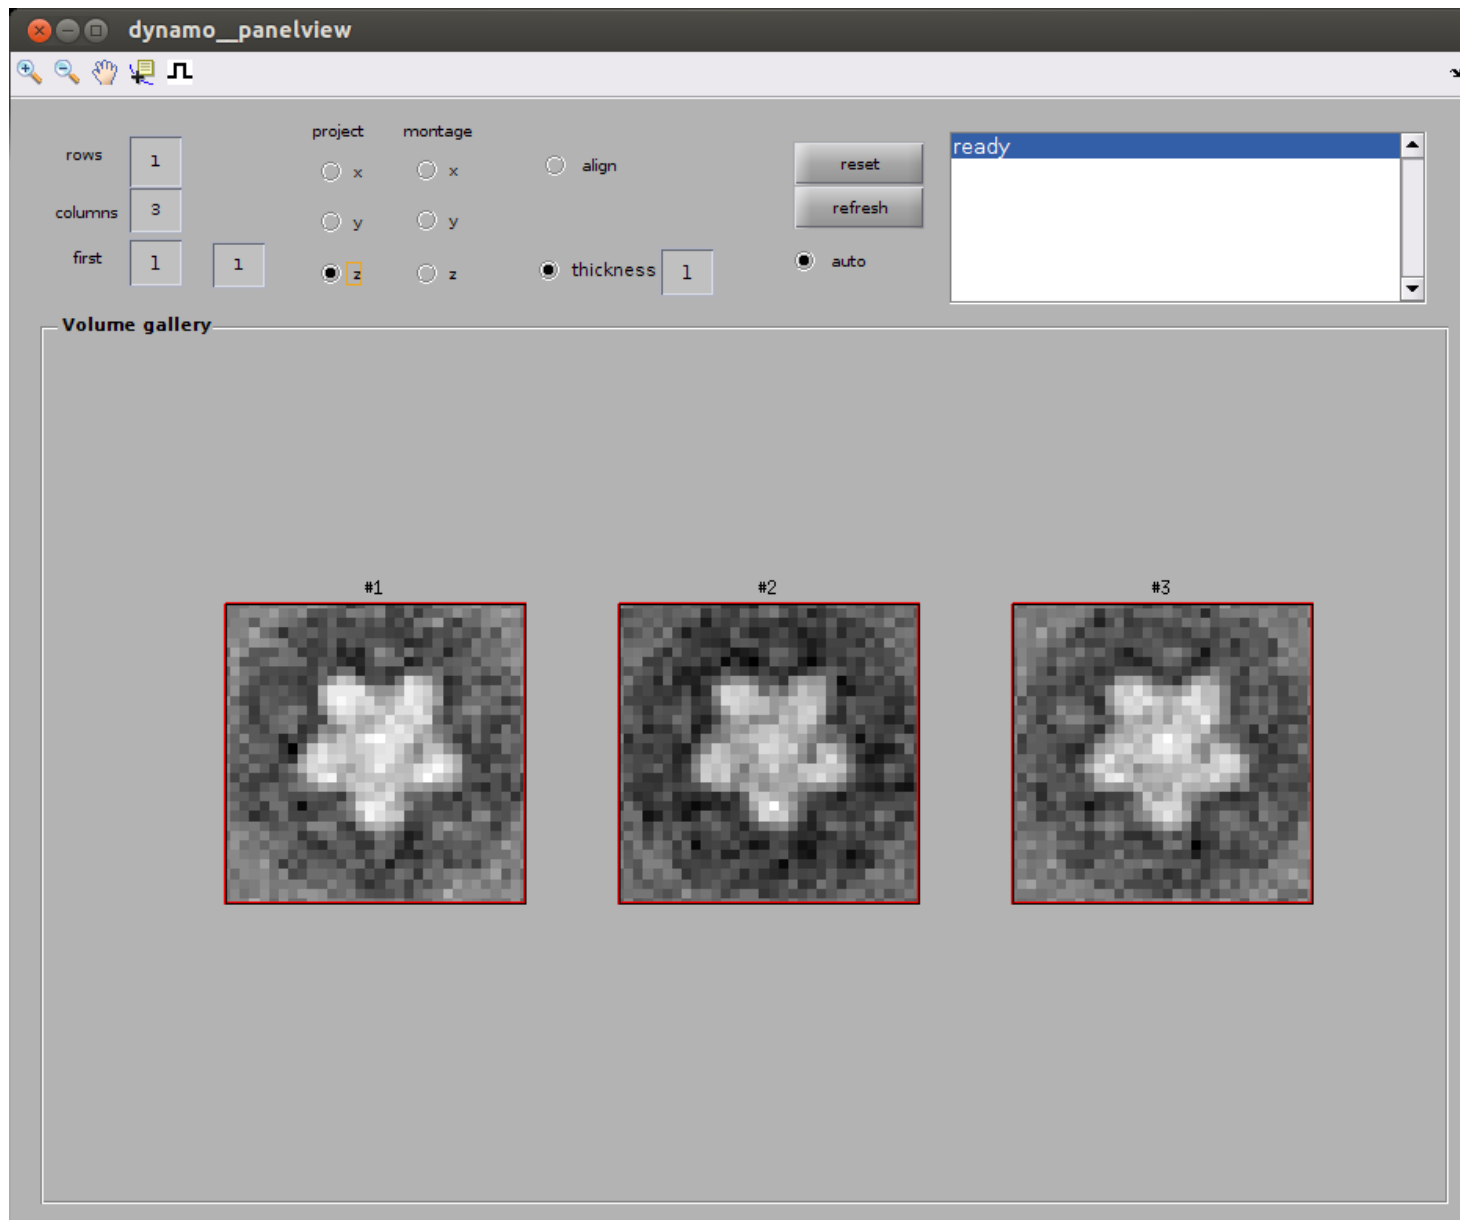 dynamo__panelview
project montage
rows 1 x x align reset ready
columns 3 y y refresh
first 1 1 z z thickness 1 auto
Volume gallery
#1 #2 #3